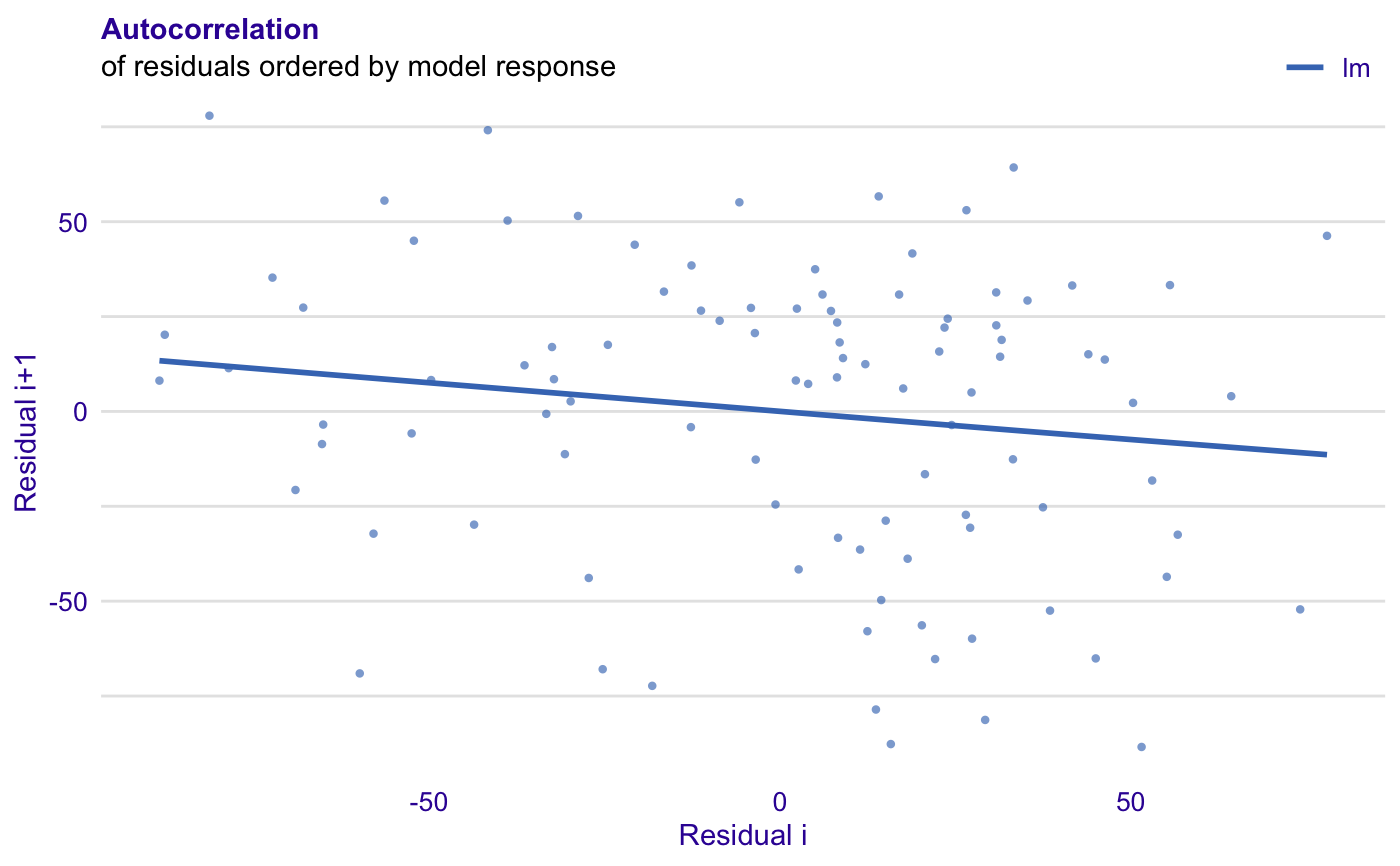 Autocorrelation
of residuals ordered by model response
lm
Residual i+1
50
0
-50
-50
0
50
Residual i